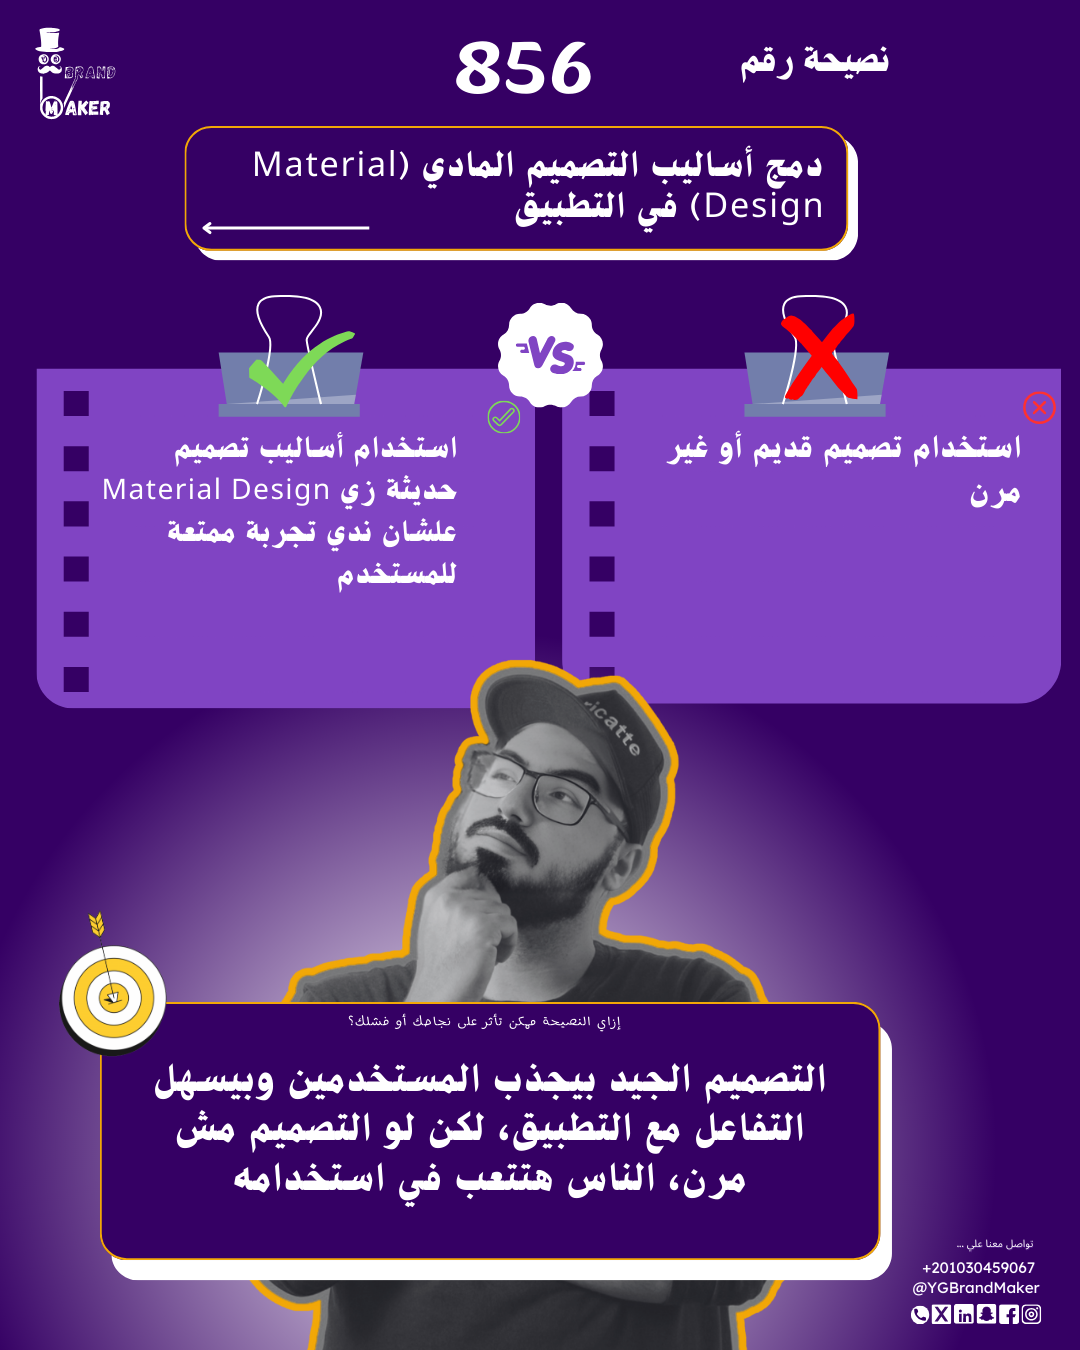 BRAND
MAKER
نصيحة رقم 856
دمج أساليب التصميم المادي (Material
Design) في التطبيق
VS
استخدام تصميم قديم أو غير
مرن
استخدام أساليب تصميم
حديثة زي Material Design
علشان ندي تجربة ممتعة
للمستخدم
icatte
إزاي النصيحة ممكن تأثر على نجاحك أو فشلك؟
التصميم الجيد بيجذب المستخدمين وبيسهل
التفاعل مع التطبيق، لكن لو التصميم مش
مرن، الناس هتتعب في استخدامه
تواصل معنا علي ...
+201030459067
@YGBrandMaker